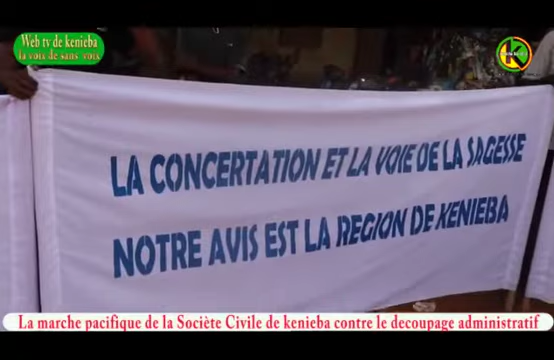 Web tv de kenieba
la voix de sans voix
K
LA CONCERTATION ET LA VOIE DE LA SAGESSE
NOTRE AVIS EST LA REGION DE KENIEBA
La marche pacifique de la Sociète Civile de kenieba contre le decoupage administratif